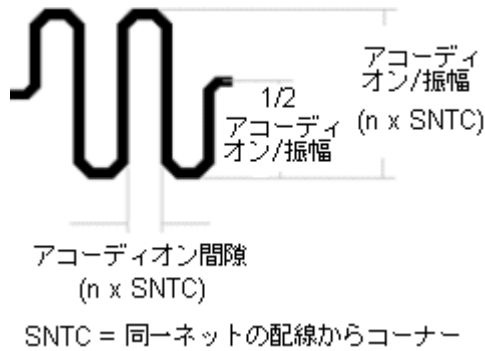 アコーディ
オン/振幅
(n x SNTC)
1/2
アコーディ
オン/振幅
アコーディオン間隙
(n x SNTC)
SNTC = 同一ネットの配線からコーナー